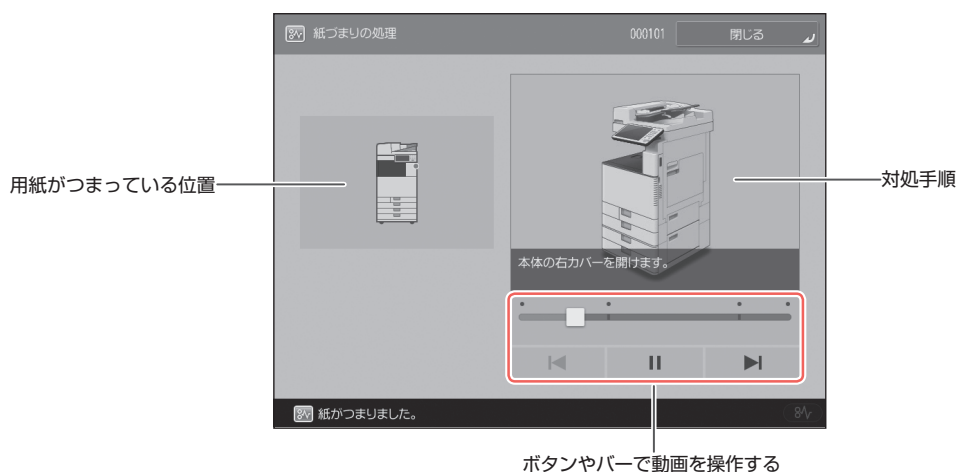 紙づまりの処理
000101
閉じる
用紙がつまっている位置
対処手順
本体の右カバーを開けます。
紙がつまりました。
ボタンやバーで動画を操作する